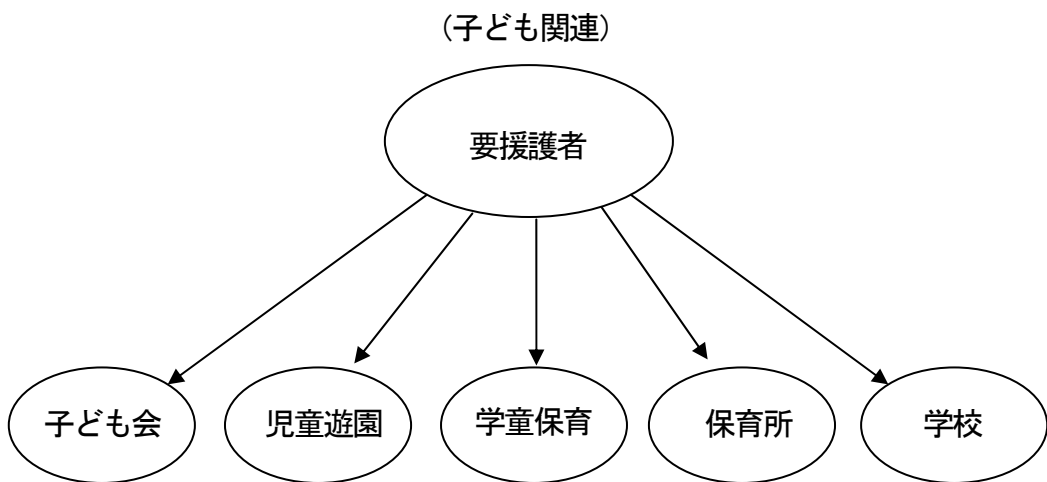 （子ども関連）
要援護者
子ども会
児童遊園
学童保育
保育所
学校